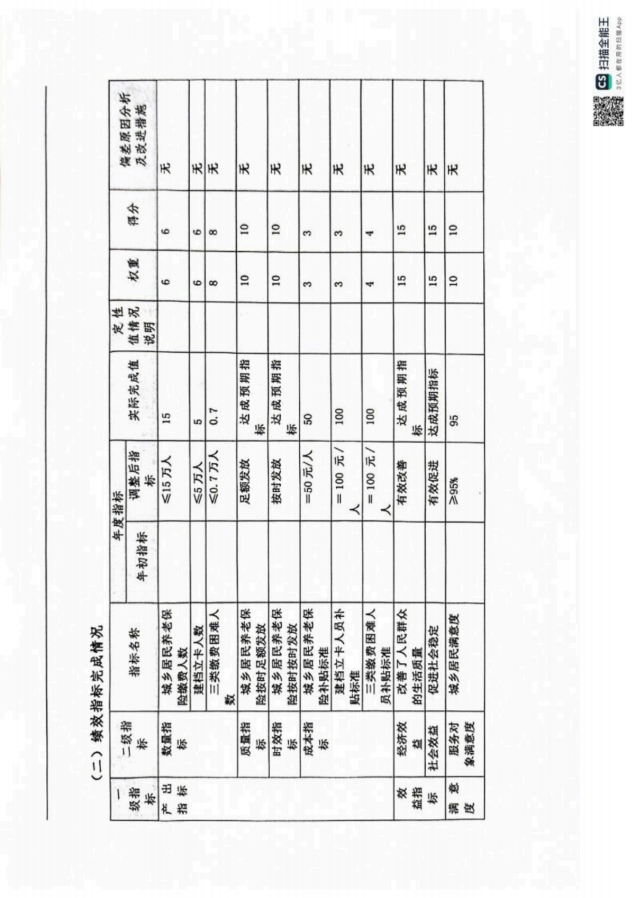 （二）绩效指标完成情况
一级指标 二级指标 指标名称 年度指标 实际完成值 定性值情况说明 权重 得分 偏差原因分析及改进措施
年初指标 调整后指标
产出指标 数量指标 城乡居民养老保险缴费人数 ≤15万人 15 6 6 无
建档立卡人数 ≤5万人 5 6 6 无
三类缴费困难人数 ≤0.7万人 0.7 8 8 无
质量指标 城乡居民养老保险按时足额发放 足额发放 达成预期指标 10 10 无
时效指标 城乡居民养老保险按时按时发放 按时发放 达成预期指标 10 10 无
成本指标 城乡居民养老保险补贴标准 =50元/人 50 3 3 无
建档立卡人员补贴标准 =100元/人 100 3 3 无
三类缴费困难人员补贴标准 =100元/人 100 4 4 无
效益指标 经济效益 改善了人民群众的生活质量 有效改善 达成预期指标 15 15 无
社会效益 促进社会稳定 有效促进 达成预期指标 15 15 无
满意度 服务对象满意度 城乡居民满意度 ≥95% 95 10 10 无
CS 扫描全能王
3亿人都在用的扫描App